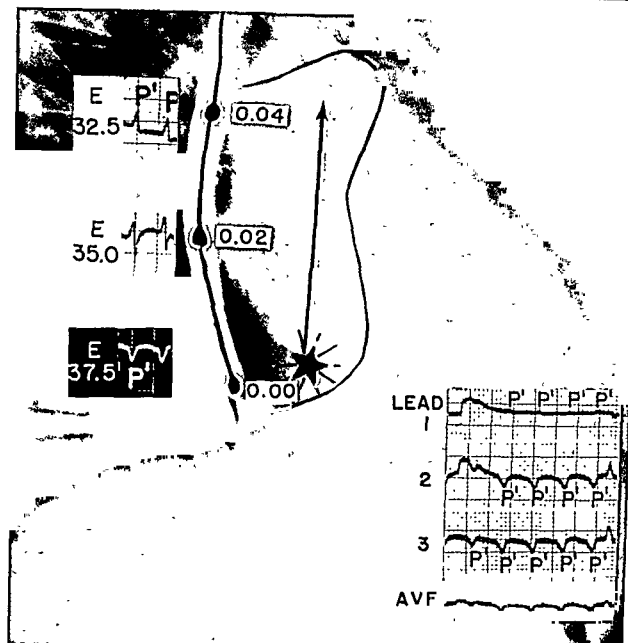 E P' P
32.5 0.04
E 0.02
35.0
E
37.5 P' 0.00
LEAD P' P' P' P'
1
2
P' P' P' P'
3
P' P' P' P' P'
AVF